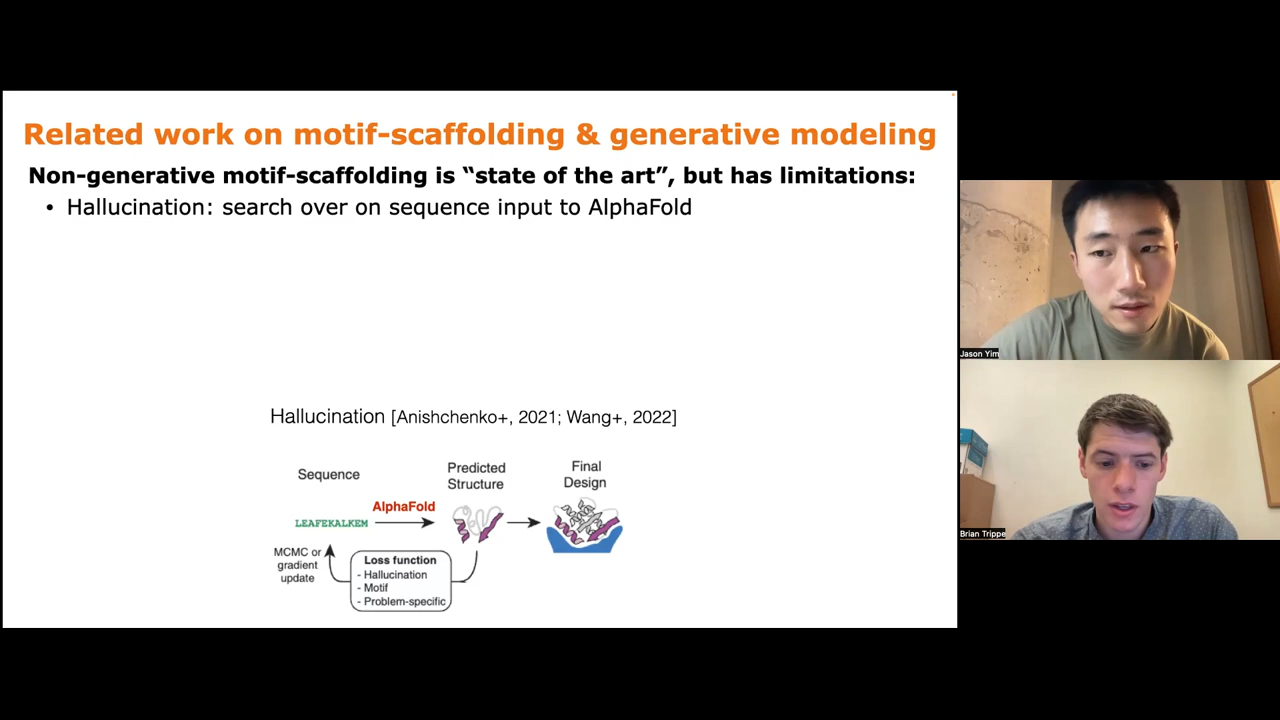 Related work on motif-scaffolding & generative modeling
Non-generative motif-scaffolding is “state of the art”, but has limitations:
• Hallucination: search over on sequence input to AlphaFold
Hallucination [Anishchenko+, 2021; Wang+, 2022]
Sequence
Predicted
Structure
Final
Design
AlphaFold
LEAFEKALKEM
MCMC or
gradient
update
Loss function
- Hallucination
- Motif
- Problem-specific
Jason Yim
Brian Trippe